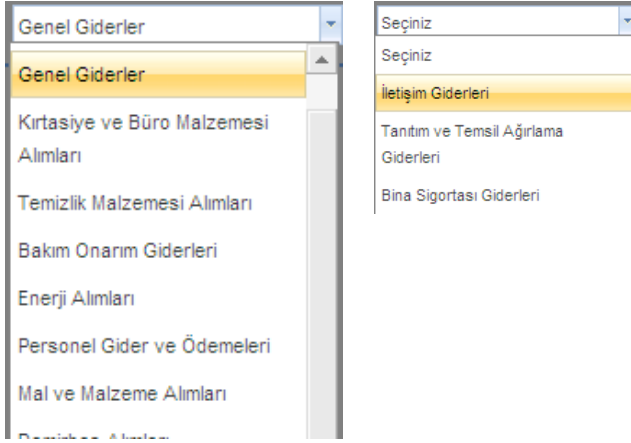 Genel Giderler
Genel Giderler
Kırtasiye ve Büro Malzemesi
Alımları
Temizlik Malzemesi Alımları
Bakım Onarım Giderleri
Enerji Alımları
Personel Gider ve Ödemeleri
Mal ve Malzeme Alımları
Seçiniz
Seçiniz
İletişim Giderleri
Tanıtım ve Temsil Ağırlama
Giderleri
Bina Sigortası Giderleri